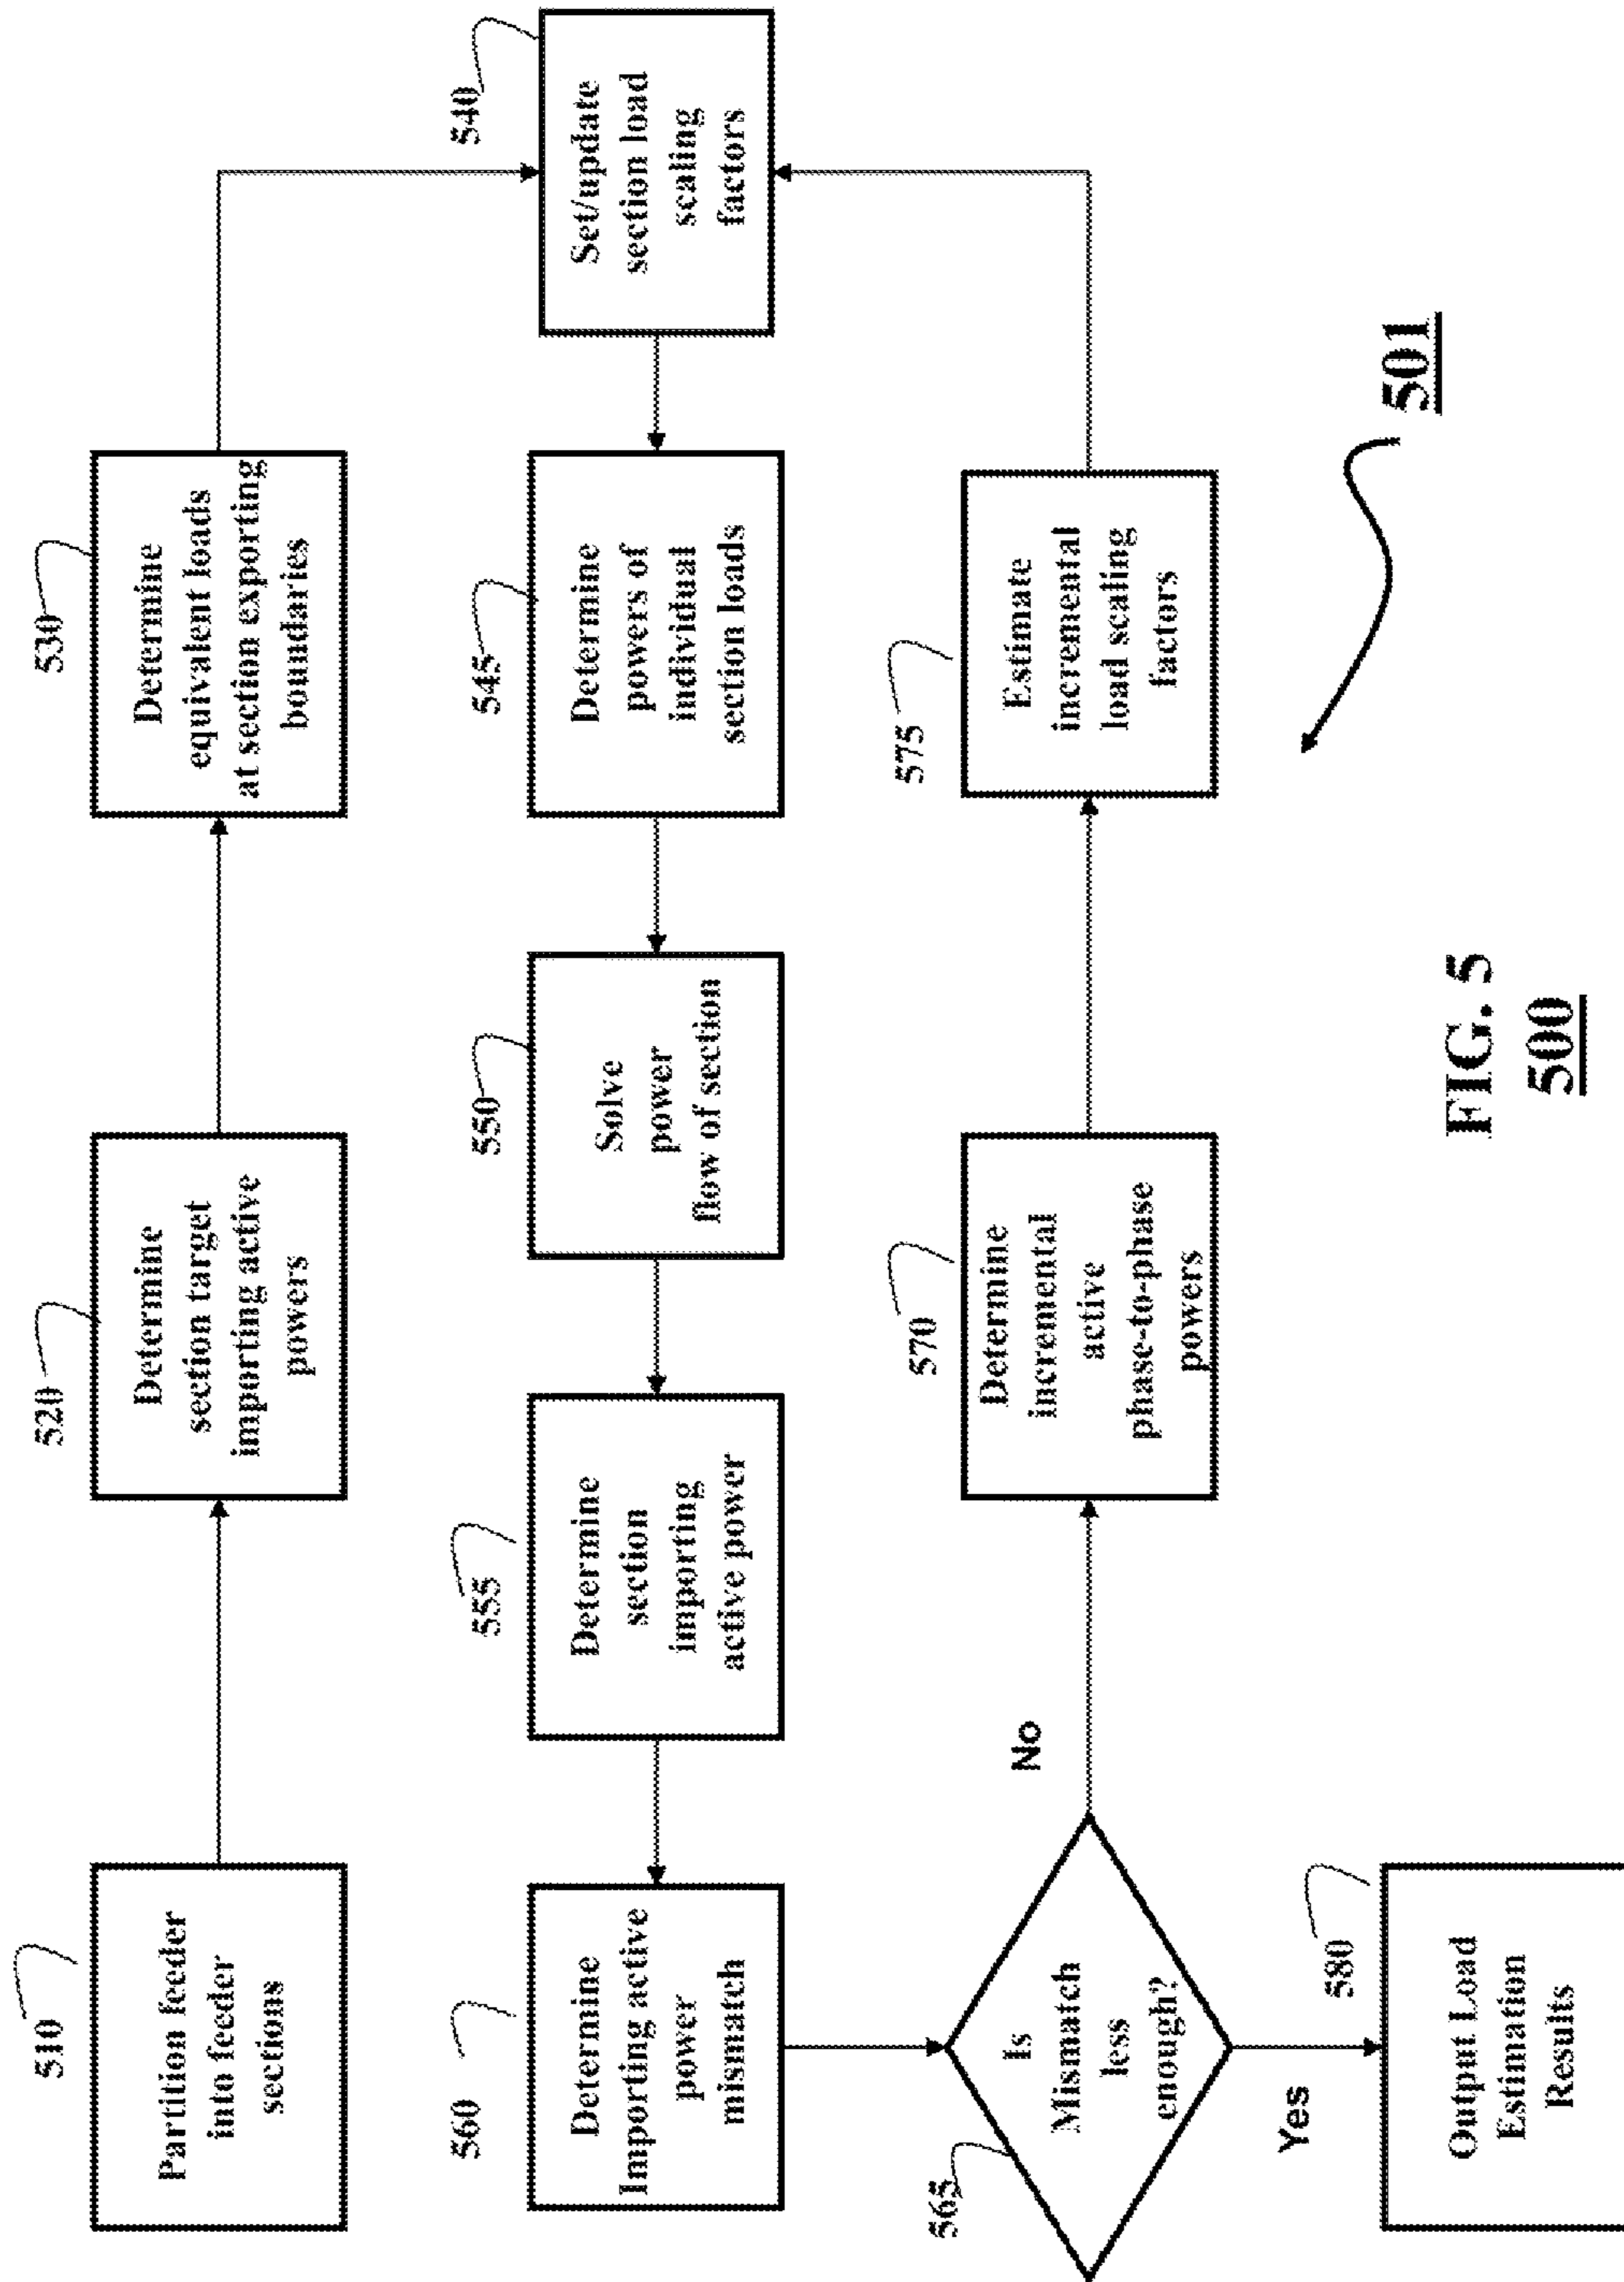 510
Partition feeder
into feeder
sections
520
Determine
section target
importing active
powers
530
Determine
equivalent loads
at section exporting
boundaries
540
Set/update
section load
scaling
factors
545
Determine
powers of
individual
section loads
550
Solve
power
flow of section
555
Determine
section
importing
active power
560
Determine
Importing active
power
mismatch
565
Is
Mismatch
less
enough?
No
570
Determine
incremental
active
phase-to-phase
powers
575
Estimate
incremental
load scaling
factors
Yes
580
Output Load
Estimation
Results
501
FIG. 5
500